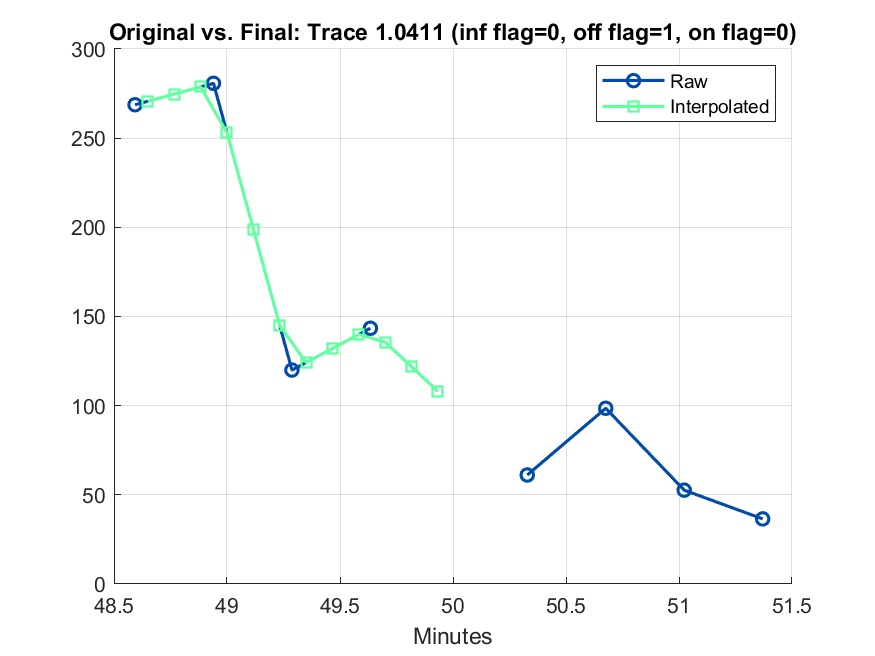 Original vs. Final: Trace 1.0411 (inf flag=0, off flag=1, on flag=0)
300
250
200
150
100
50
0
Raw
Interpolated
48.5 49 49.5 50 50.5 51 51.5
Minutes